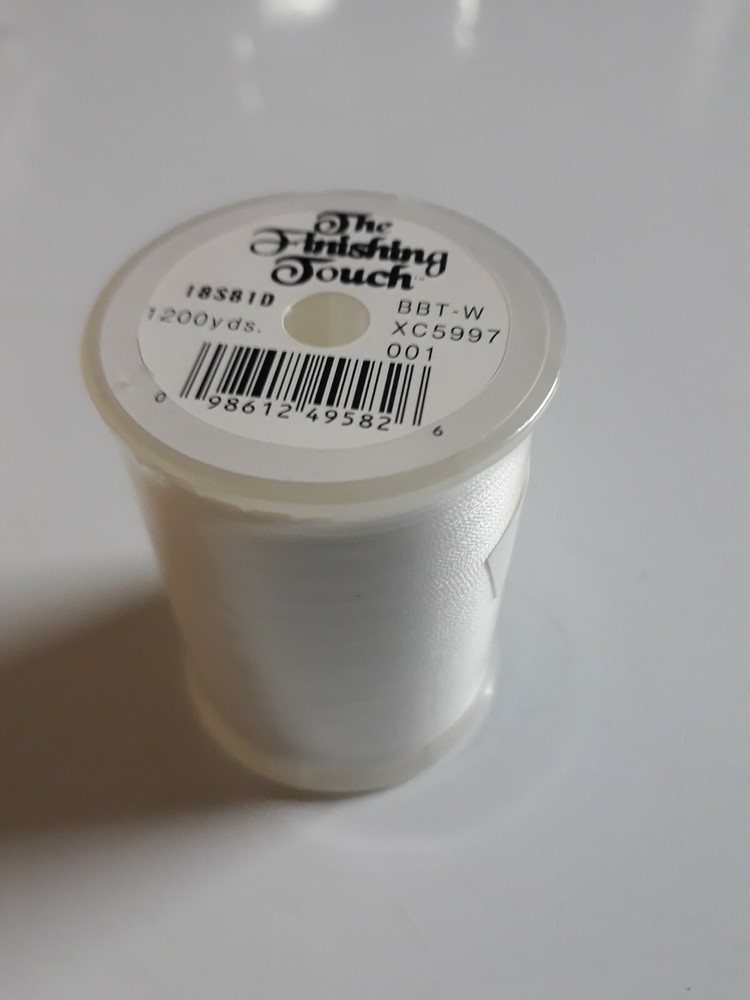 The
Finishing
Touch
18S81D
1200yds.
BBT-W
XC5997
001
0 98612 49582 6